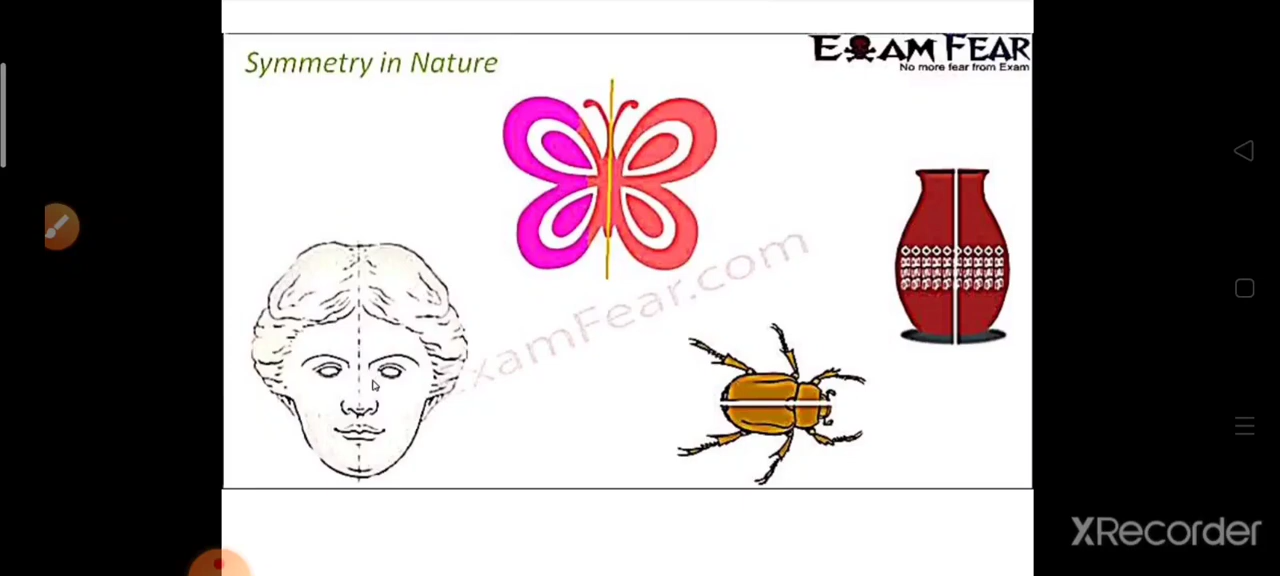 Symmetry in Nature
EXAM FEAR
No more fear from Exam
examFear.com
XRecorder